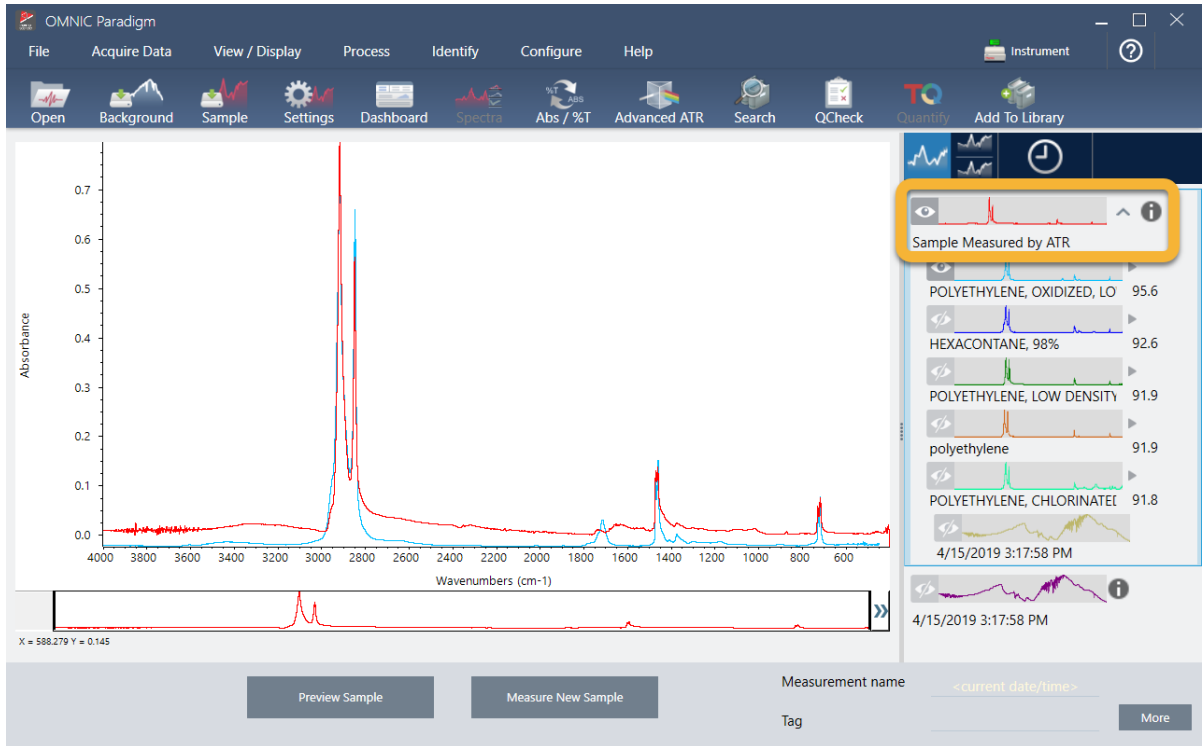 OMNIC Paradigm
File Acquire Data View / Display Process Identify Configure Help Instrument
%T ABS TQ
Open Background Sample Settings Dashboard Spectra Abs / %T Advanced ATR Search QCheck Quantify Add To Library
Sample Measured by ATR
POLYETHYLENE, OXIDIZED, LO 95.6
HEXACONTANE, 98% 92.6
POLYETHYLENE, LOW DENSITY 91.9
polyethylene 91.9
POLYETHYLENE, CHLORINATED 91.8
4/15/2019 3:17:58 PM
4/15/2019 3:17:58 PM
Absorbance
0.7
0.6
0.5
0.4
0.3
0.2
0.1
0.0
4000 3800 3600 3400 3200 3000 2800 2600 2400 2200 2000 1800 1600 1400 1200 1000 800 600
Wavenumbers (cm-1)
X = 588.279 Y = 0.145
Preview Sample Measure New Sample
Measurement name <current date/time>
Tag
More